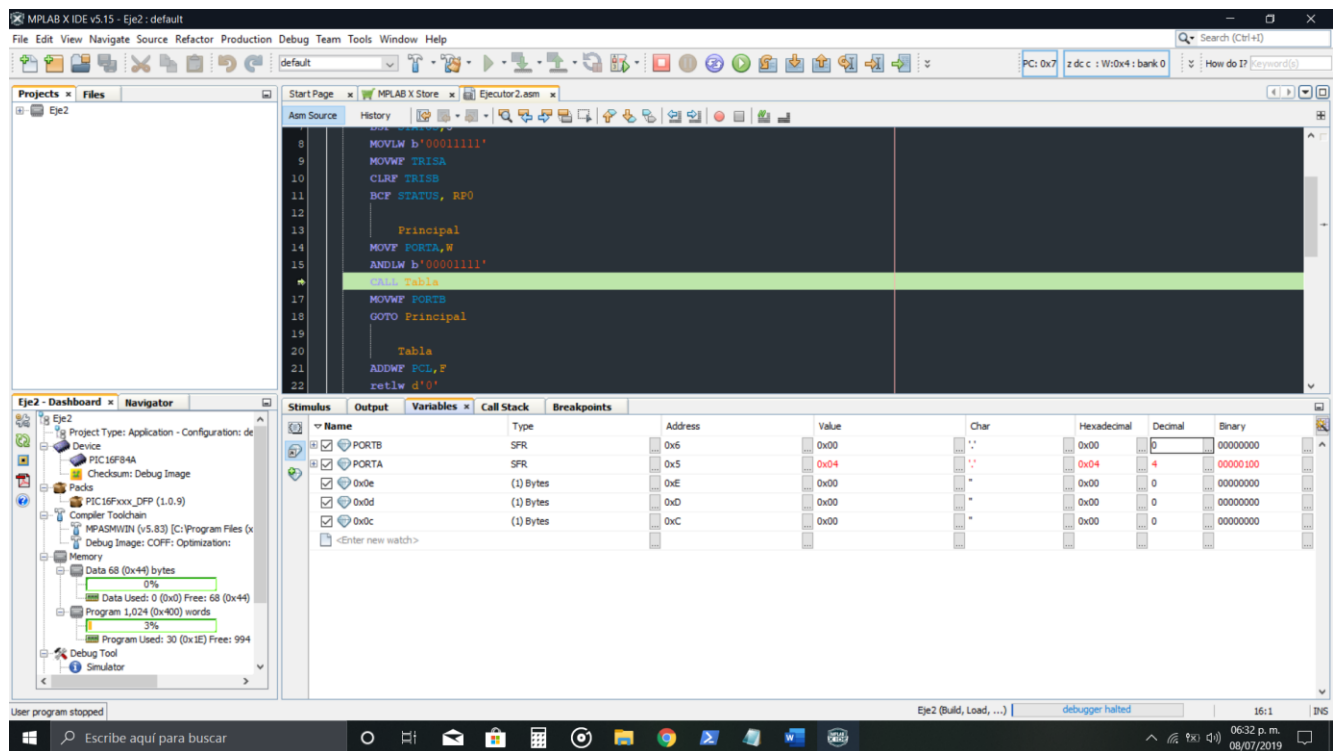 MPLAB X IDE v5.15 - Eje2 : default
File Edit View Navigate Source Refactor Production Debug Team Tools Window Help
Search (Ctrl+I)
default
PC: 0x7 z dc c : W:0x4 : bank 0
How do I? Keyword(s)
Projects × Files
Eje2
Start Page × MPLAB X Store × Ejecutor2.asm ×
Asm Source History
8 MOVLW b'00011111'
9 MOVWF TRISA
10 CLRF TRISB
11 BCF STATUS, RP0
12
13 Principal
14 MOVF PORTA,W
15 ANDLW b'00001111'
CALL Tabla
17 MOVWF PORTB
18 GOTO Principal
19
20 Tabla
21 ADDWF PCL,F
22 retlw d'0'
Eje2 - Dashboard × Navigator
Eje2
Project Type: Application - Configuration: de
Device
PIC16F84A
Checksum: Debug Image
Packs
PIC16Fxxx_DFP (1.0.9)
Compiler Toolchain
MPASMWIN (v5.83) [C:\Program Files (x
Debug Image: COFF: Optimization:
Memory
Data 68 (0x44) bytes
0%
Data Used: 0 (0x0) Free: 68 (0x44)
Program 1,024 (0x400) words
3%
Program Used: 30 (0x1E) Free: 994
Debug Tool
Simulator
Stimulus Output Variables × Call Stack Breakpoints
Name Type Address Value Char Hexadecimal Decimal Binary
PORTB SFR 0x6 0x00 '.' 0x00 0 00000000
PORTA SFR 0x5 0x04 '.' 0x04 4 00000100
0x0e (1) Bytes 0xE 0x00 '' 0x00 0 00000000
0x0d (1) Bytes 0xD 0x00 '' 0x00 0 00000000
0x0c (1) Bytes 0xC 0x00 '' 0x00 0 00000000
<Enter new watch>
User program stopped
Eje2 (Build, Load, ...)
debugger halted
16:1
INS
Escribe aquí para buscar
06:32 p. m.
08/07/2019